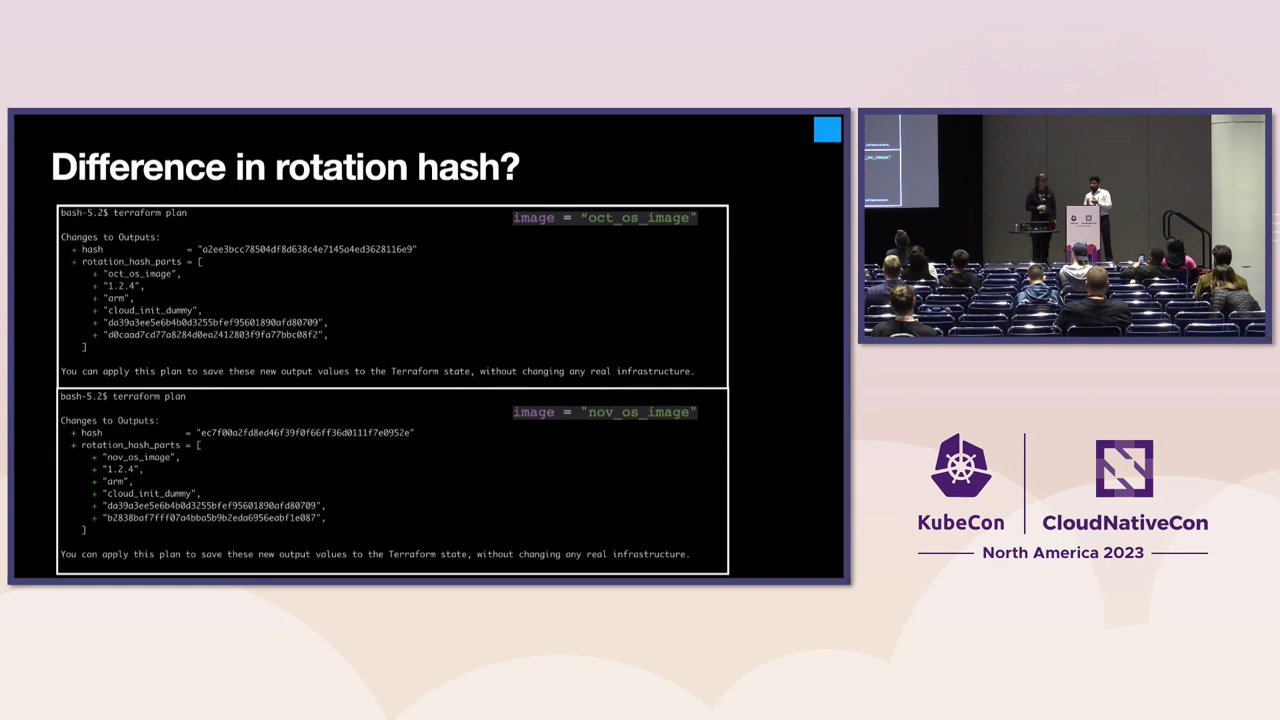 Difference in rotation hash?
bash-5.2$ terraform plan
image = “oct_os_image"
Changes to Outputs:
+ hash = "a2ee3bcc78504df8d638c4e7145a4ed3628116e9"
+ rotation_hash_parts = [
+ "oct_os_image",
+ "1.2.4",
+ "arm",
+ "cloud_init_dummy",
+ "da39a3ee5e6b4b0d3255bfef95601890afd80709",
+ "d0caad7cd77a8284d0ea2412803f9fa77bbc08f2",
]
You can apply this plan to save these new output values to the Terraform state, without changing any real infrastructure.
bash-5.2$ terraform plan
image = "nov_os_image"
Changes to Outputs:
+ hash = "ec7f00a2fd8ed46f39f0f66ff36d0111f7e0952e"
+ rotation_hash_parts = [
+ "nov_os_image",
+ "1.2.4",
+ "arm",
+ "cloud_init_dummy",
+ "da39a3ee5e6b4b0d3255bfef95601890afd80709",
+ "b2838baf7fff07a4bba5b9b2eda6956eabf1e087",
]
You can apply this plan to save these new output values to the Terraform state, without changing any real infrastructure.
KubeCon
CloudNativeCon
North America 2023